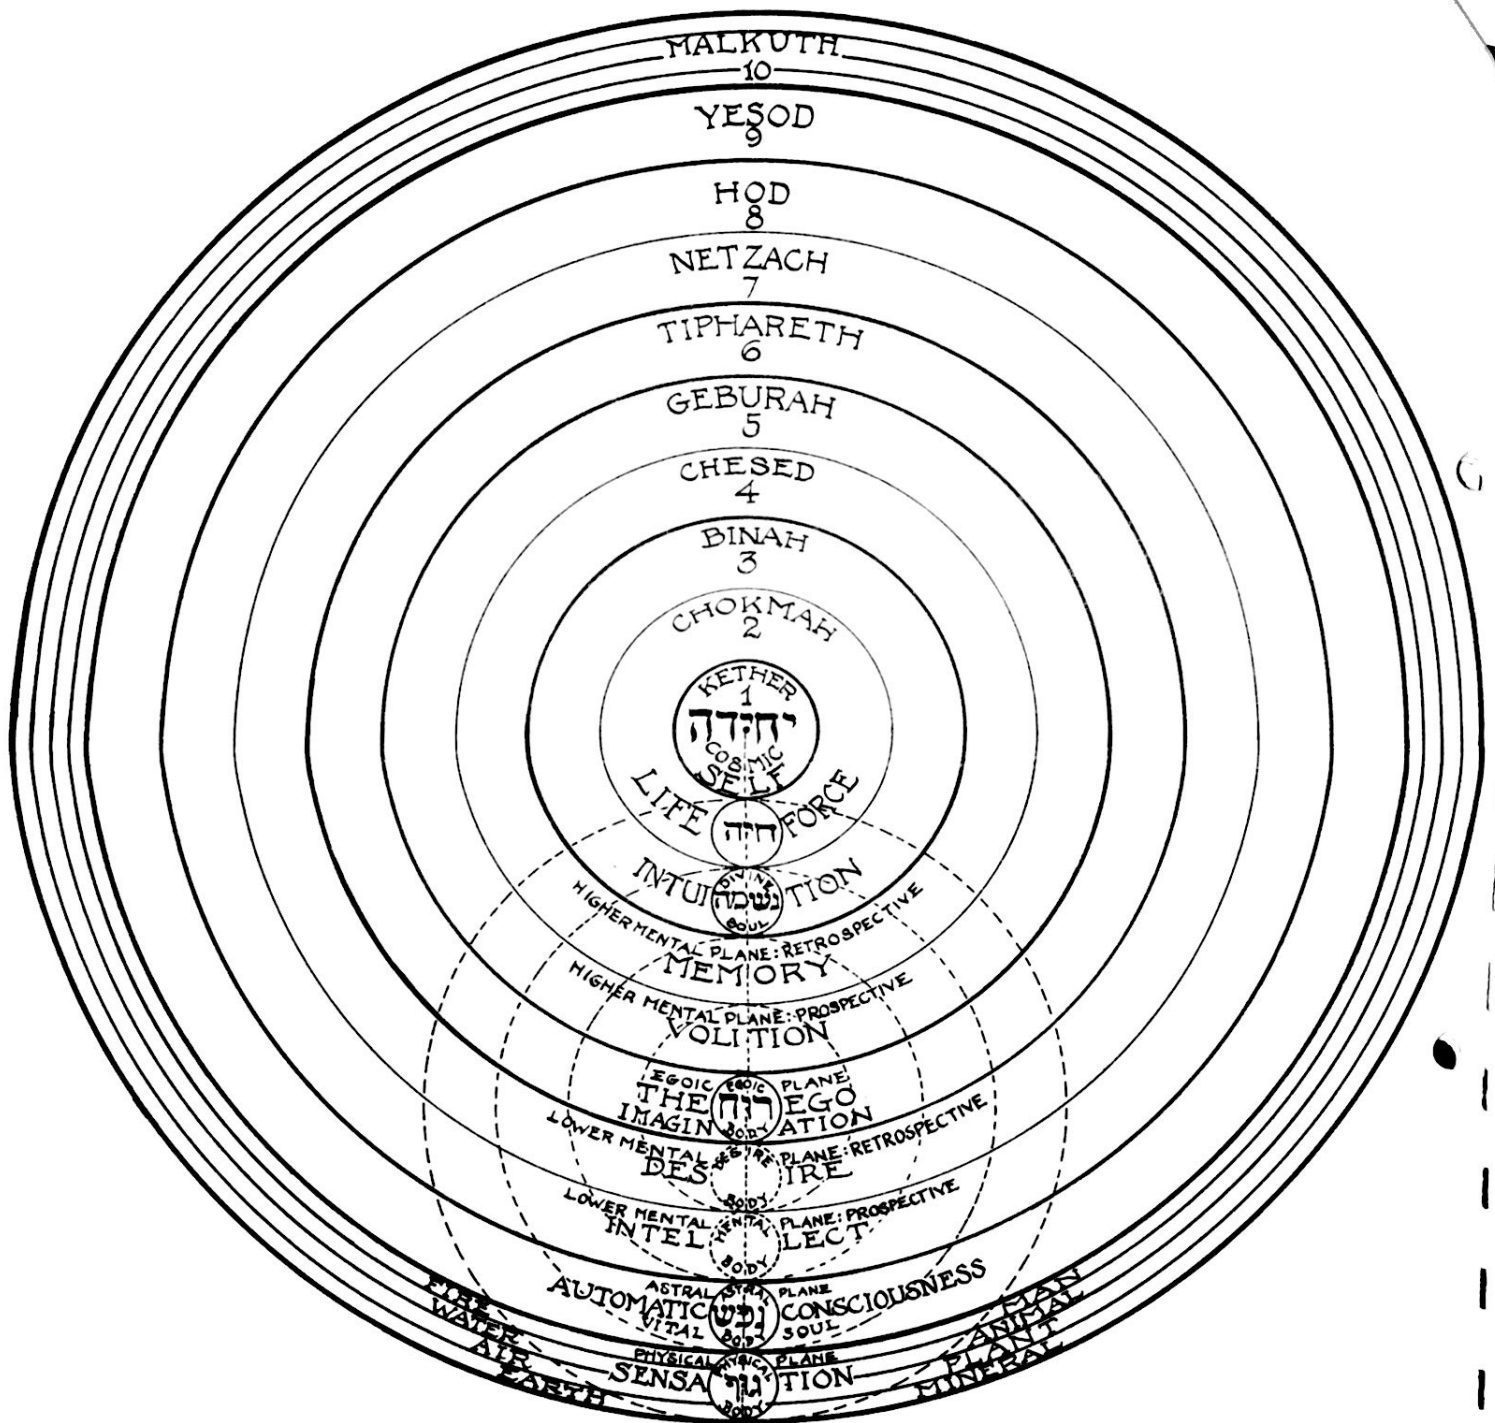 MALKUTH
10
YESOD
9
HOD
8
NETZACH
7
TIPHARETH
6
GEBURAH
5
CHESED
4
BINAH
3
CHOKMAH
2
KETHER
1
יחידה
COSMIC
SELF
LIFE FORCE
חיה
INTUI TION
DIVINE
נשמה
SOUL
HIGHER MENTAL PLANE: RETROSPECTIVE
MEMORY
HIGHER MENTAL PLANE: PROSPECTIVE
VOLITION
EGOIC PLANE
EGOIC
THE EGO
רוח
IMAGIN ATION
BODY
LOWER MENTAL PLANE: RETROSPECTIVE
DESIRE
DES IRE
BODY
LOWER MENTAL PLANE: PROSPECTIVE
MENTAL
INTEL LECT
BODY
ASTRAL PLANE
ASTRAL
AUTOMATIC CONSCIOUSNESS
נפש
VITAL SOUL
BODY
PHYSICAL PLANE
PHYSICAL
SENSA TION
גוף
BODY
FIRE
WATER
AIR
EARTH
MAN
ANIMAL
PLANT
MINERAL